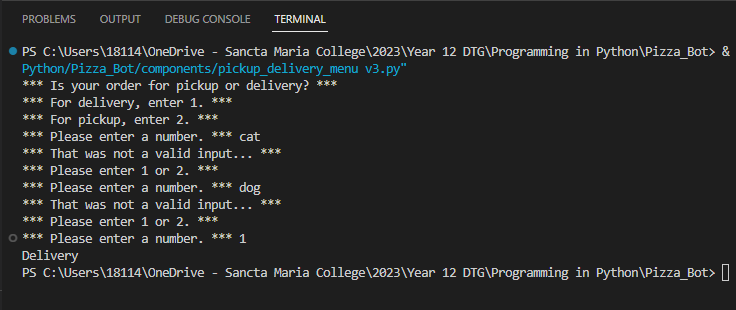 PROBLEMS OUTPUT DEBUG CONSOLE TERMINAL
PS C:\Users\18114\OneDrive - Sancta Maria College\2023\Year 12 DTG\Programming in Python\Pizza_Bot> &
Python/Pizza_Bot/components/pickup_delivery_menu v3.py"
*** Is your order for pickup or delivery? ***
*** For delivery, enter 1. ***
*** For pickup, enter 2. ***
*** Please enter a number. *** cat
*** That was not a valid input... ***
*** Please enter 1 or 2. ***
*** Please enter a number. *** dog
*** That was not a valid input... ***
*** Please enter 1 or 2. ***
*** Please enter a number. *** 1
Delivery
PS C:\Users\18114\OneDrive - Sancta Maria College\2023\Year 12 DTG\Programming in Python\Pizza_Bot>